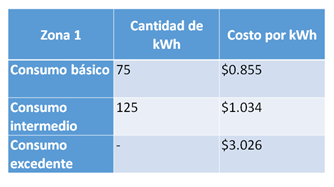 Zona 1
Cantidad de
kWh
Costo por kWh
Consumo básico
75
$0.855
Consumo
intermedio
125
$1.034
Consumo
excedente
-
$3.026